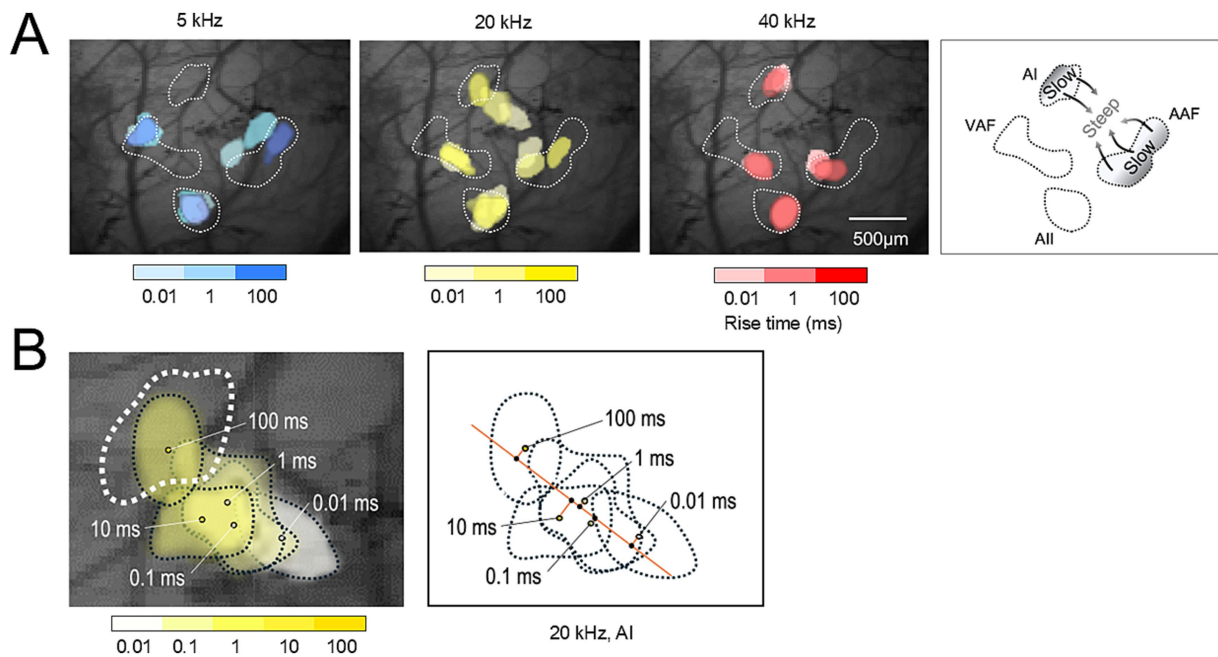 A
5 kHz
20 kHz
40 kHz
500µm
AI
Slow
Steep
VAF
AAF
Slow
AII
0.01 1 100
0.01 1 100
0.01 1 100
Rise time (ms)
B
100 ms
1 ms
0.01 ms
10 ms
0.1 ms
100 ms
1 ms
0.01 ms
10 ms
0.1 ms
0.01 0.1 1 10 100
20 kHz, AI